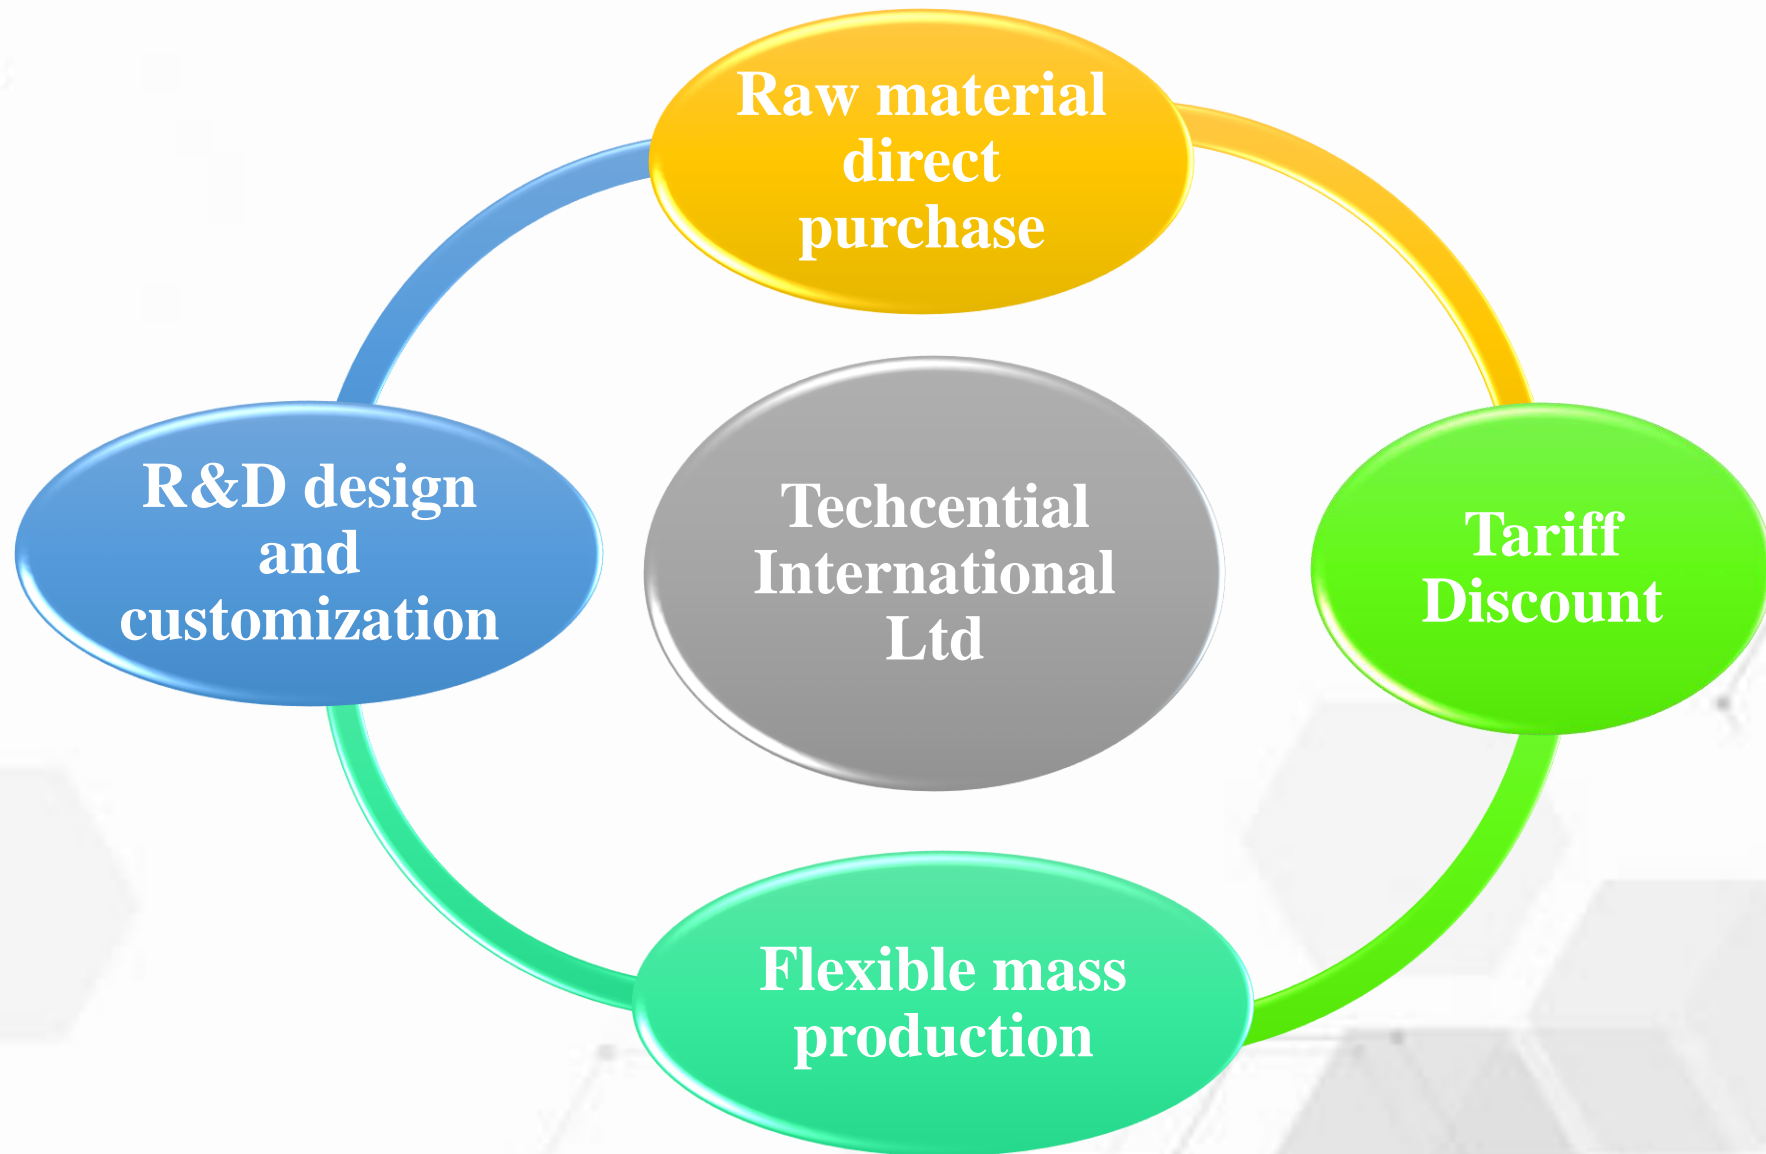 Raw material
direct
purchase
R&D design
and
customization
Techcential
International
Ltd
Tariff
Discount
Flexible mass
production